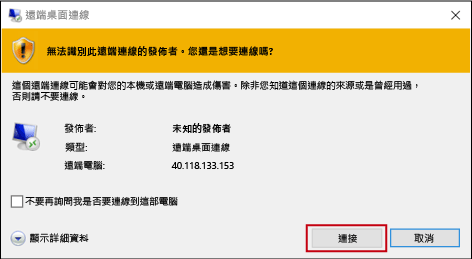 遠端桌面連線
無法識別此遠端連線的發佈者。您還是想要連線嗎?
這個遠端連線可能會對您的本機或遠端電腦造成傷害。除非您知道這個連線的來源或是曾經用過，
否則請不要連線。
發佈者: 未知的發佈者
類型: 遠端桌面連線
遠端電腦: 40.118.133.153
不要再詢問我是否要連線到這部電腦
顯示詳細資料 連接 取消